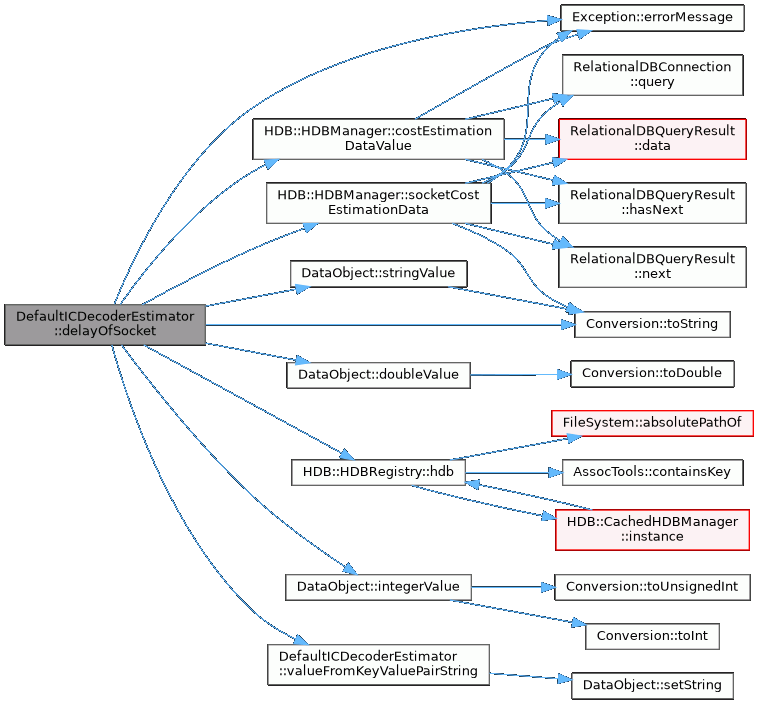 Exception::errorMessage
RelationalDBConnection
::query
HDB::HDBManager::costEstimation
DataValue
RelationalDBQueryResult
::data
HDB::HDBManager::socketCost
EstimationData
RelationalDBQueryResult
::hasNext
RelationalDBQueryResult
::next
DataObject::stringValue
DefaultICDecoderEstimator
::delayOfSocket
Conversion::toString
DataObject::doubleValue
Conversion::toDouble
FileSystem::absolutePathOf
HDB::HDBRegistry::hdb
AssocTools::containsKey
HDB::CachedHDBManager
::instance
DataObject::integerValue
Conversion::toUnsignedInt
Conversion::toInt
DefaultICDecoderEstimator
::valueFromKeyValuePairString
DataObject::setString